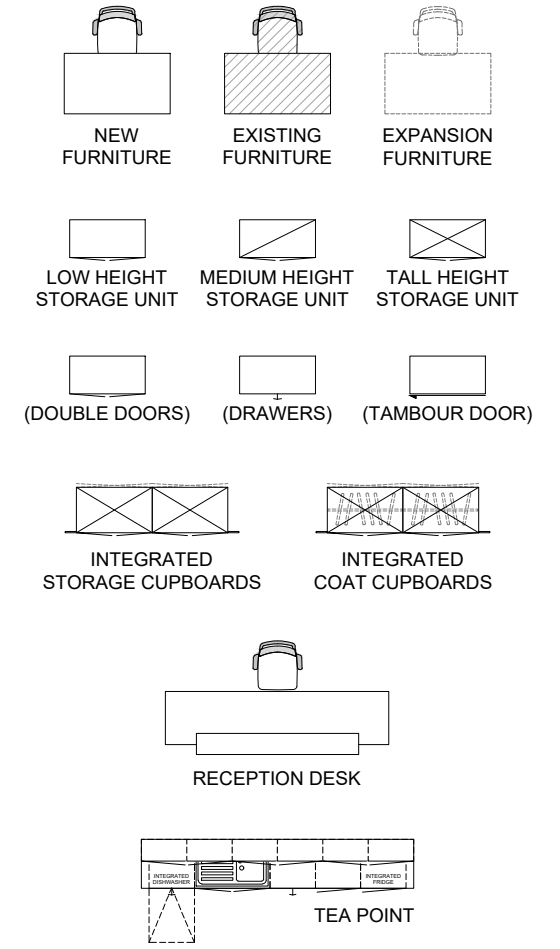 NEW
FURNITURE
EXISTING
FURNITURE
EXPANSION
FURNITURE
LOW HEIGHT
STORAGE UNIT
MEDIUM HEIGHT
STORAGE UNIT
TALL HEIGHT
STORAGE UNIT
(DOUBLE DOORS)
(DRAWERS)
(TAMBOUR DOOR)
INTEGRATED
STORAGE CUPBOARDS
INTEGRATED
COAT CUPBOARDS
RECEPTION DESK
INTEGRATED
DISHWASHER
INTEGRATED
FRIDGE
TEA POINT